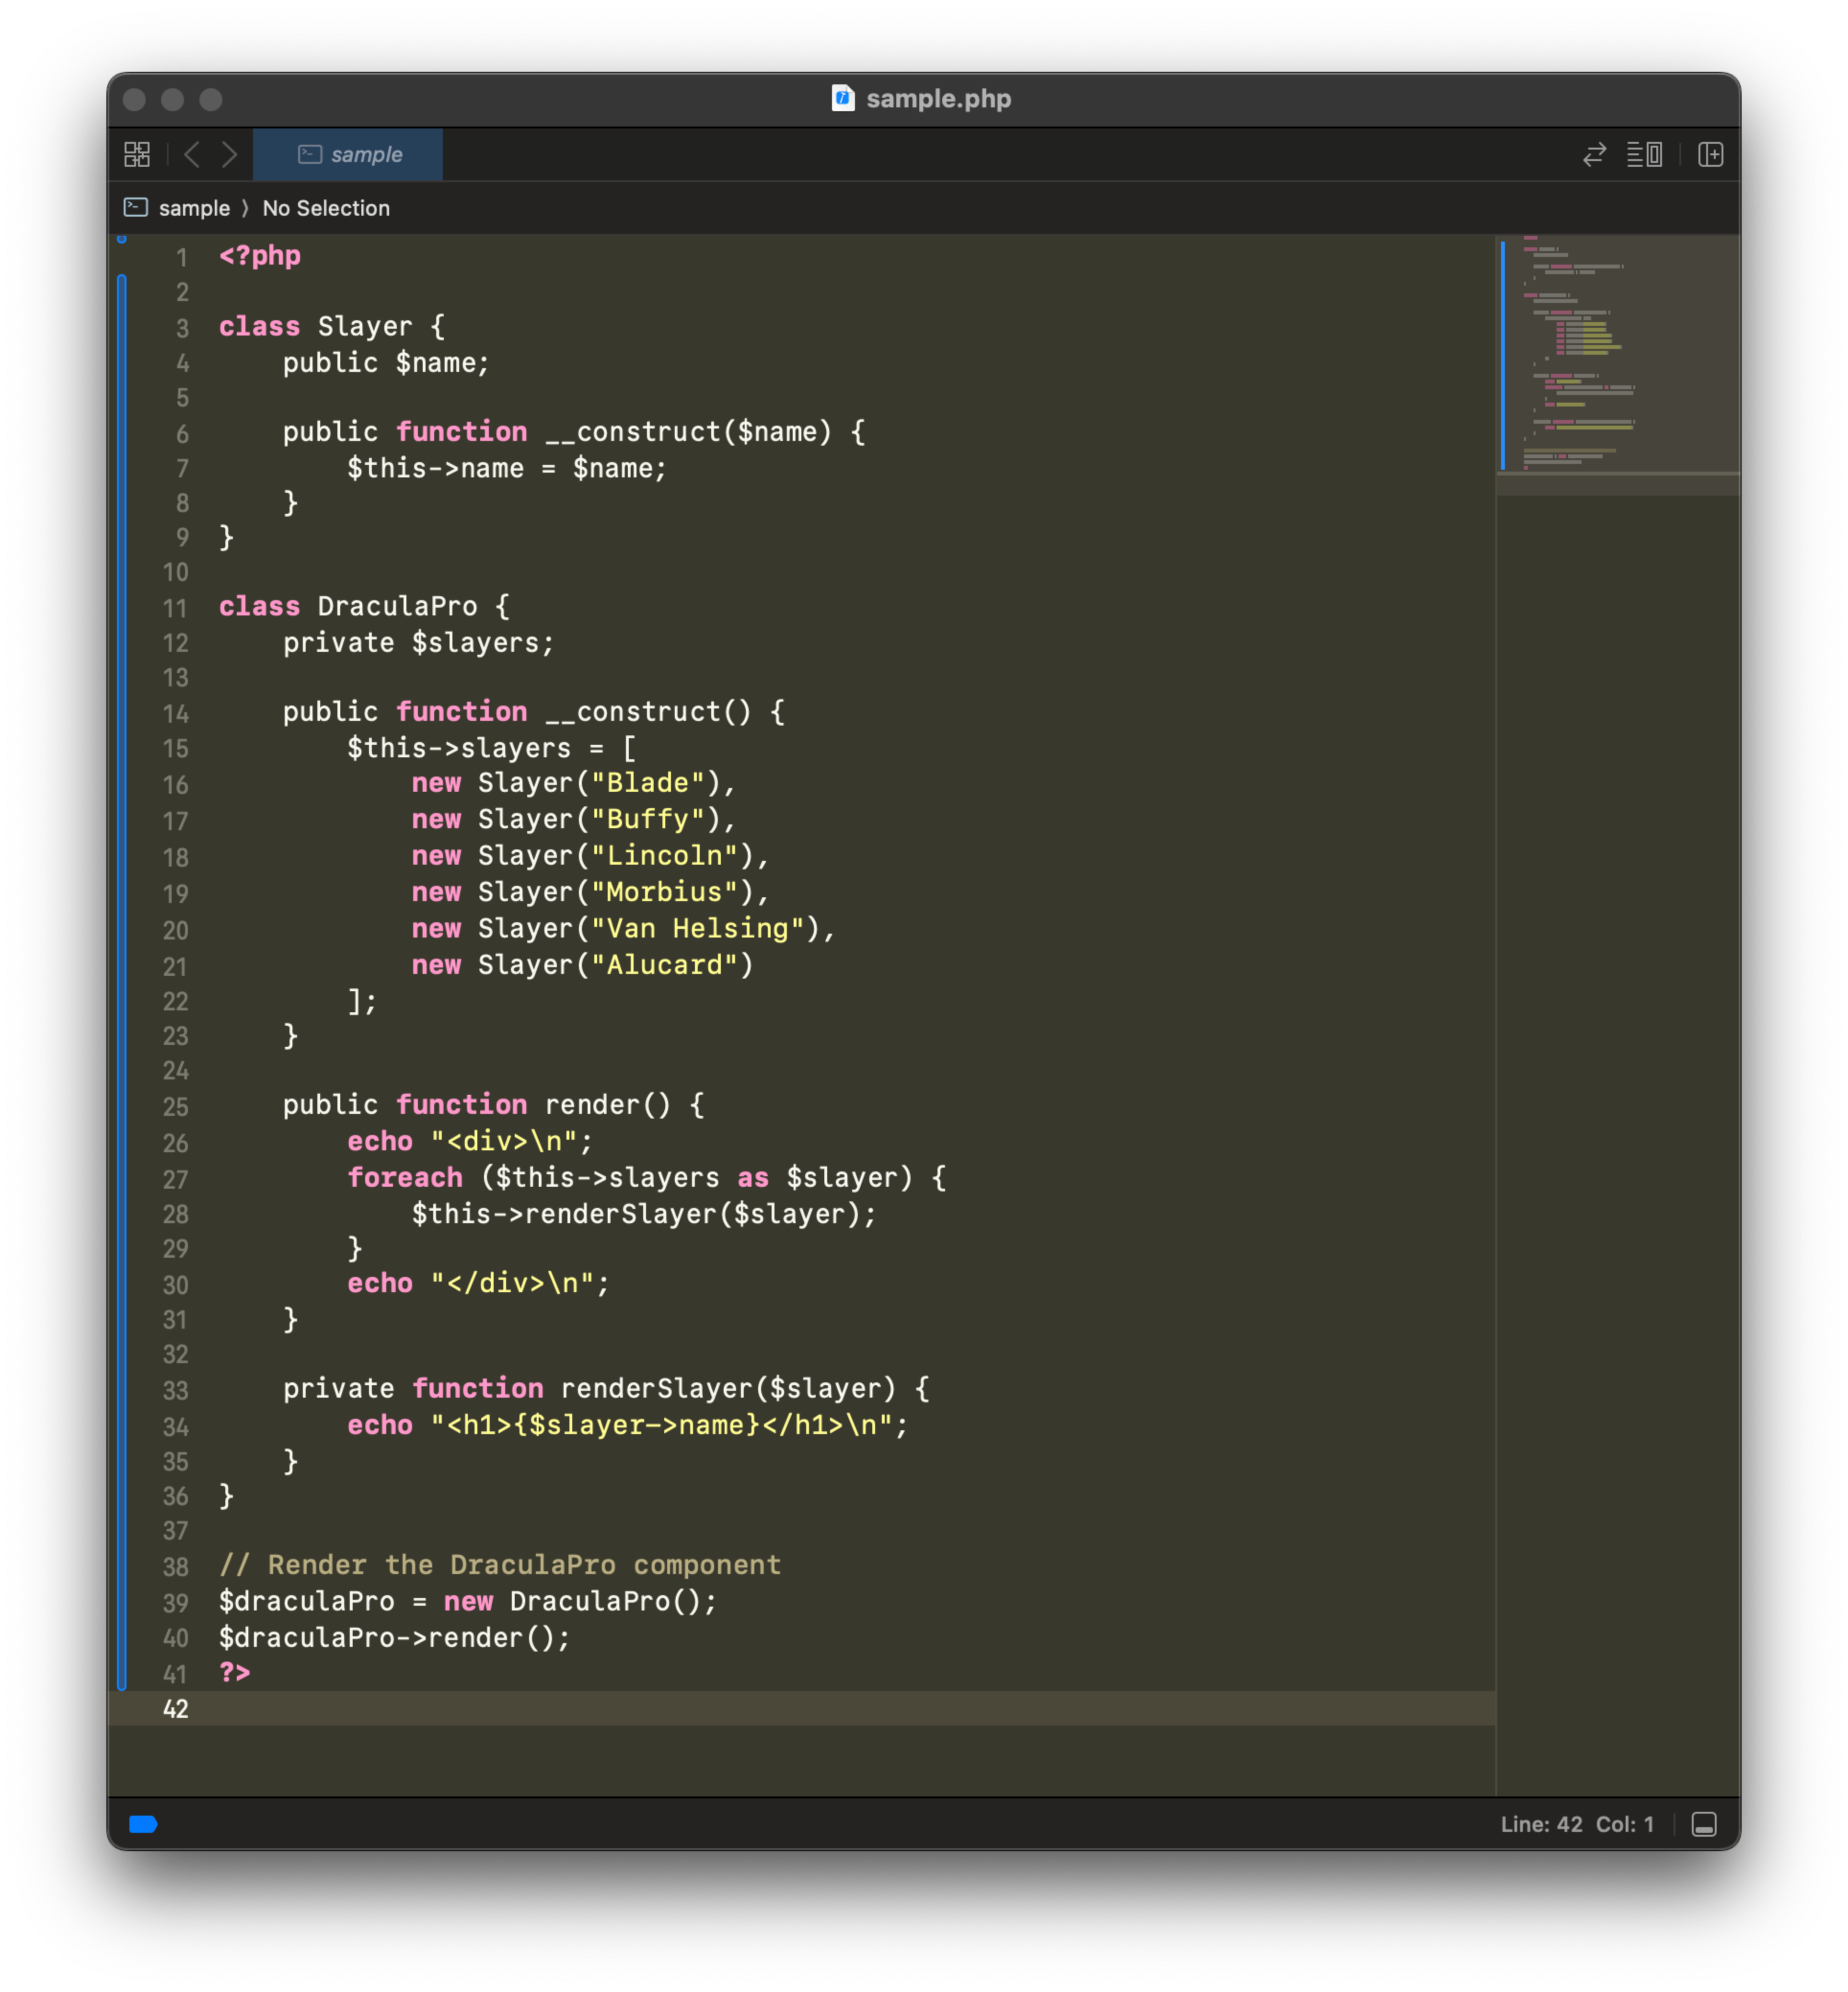 sample.php
sample
sample ⟩ No Selection
1 <?php
2
3 class Slayer {
4     public $name;
5
6     public function __construct($name) {
7         $this->name = $name;
8     }
9 }
10
11 class DraculaPro {
12     private $slayers;
13
14     public function __construct() {
15         $this->slayers = [
16             new Slayer("Blade"),
17             new Slayer("Buffy"),
18             new Slayer("Lincoln"),
19             new Slayer("Morbius"),
20             new Slayer("Van Helsing"),
21             new Slayer("Alucard")
22         ];
23     }
24
25     public function render() {
26         echo "<div>\n";
27         foreach ($this->slayers as $slayer) {
28             $this->renderSlayer($slayer);
29         }
30         echo "</div>\n";
31     }
32
33     private function renderSlayer($slayer) {
34         echo "<h1>{$slayer->name}</h1>\n";
35     }
36 }
37
38 // Render the DraculaPro component
39 $draculaPro = new DraculaPro();
40 $draculaPro->render();
41 ?>
42
Line: 42 Col: 1